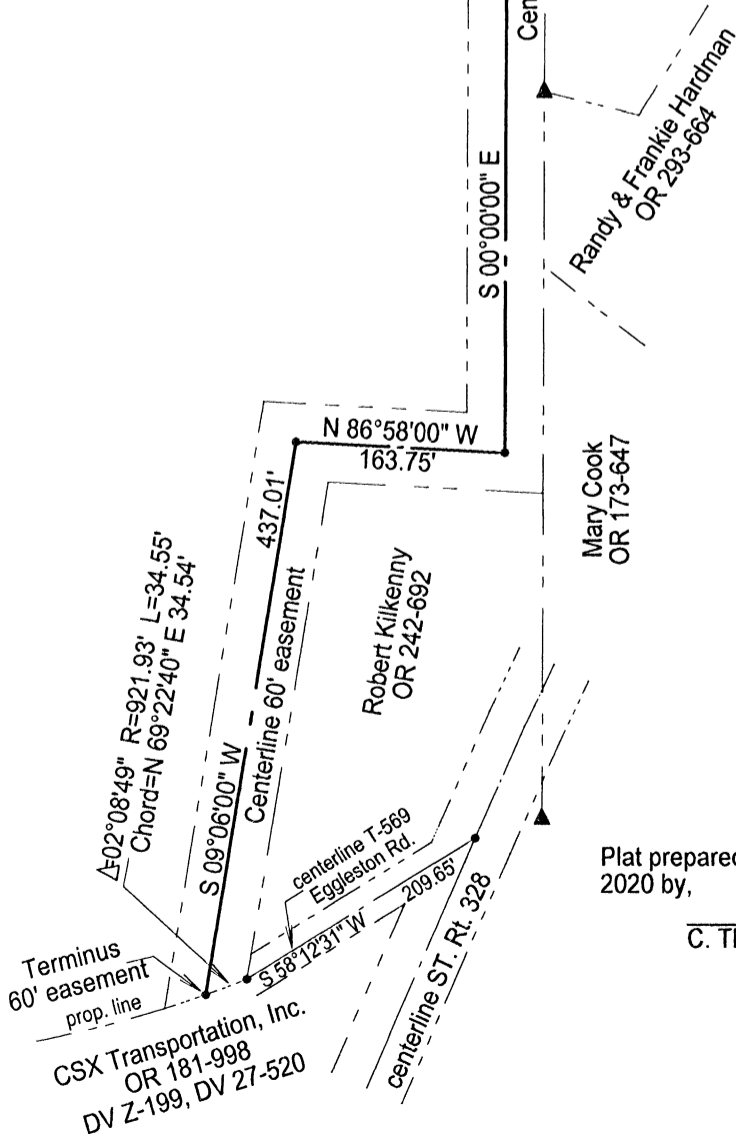 Cen
Randy & Frankie Hardman
OR 293-664
S 00°00'00" E
N 86°58'00" W
163.75'
Mary Cook
OR 173-647
437.01'
Robert Kilkenny
OR 242-692
Δ=02°08'49" R=921.93' L=34.55'
Chord=N 69°22'40" E 34.54'
S 09°06'00" W
Centerline 60' easement
centerline T-569
Eggleston Rd.
209.65'
S 58°12'31" W
Plat prepared
2020 by,
C. Th
centerline ST. Rt. 328
Terminus
60' easement
prop. line
CSX Transportation, Inc.
OR 181-998
DV Z-199, DV 27-520